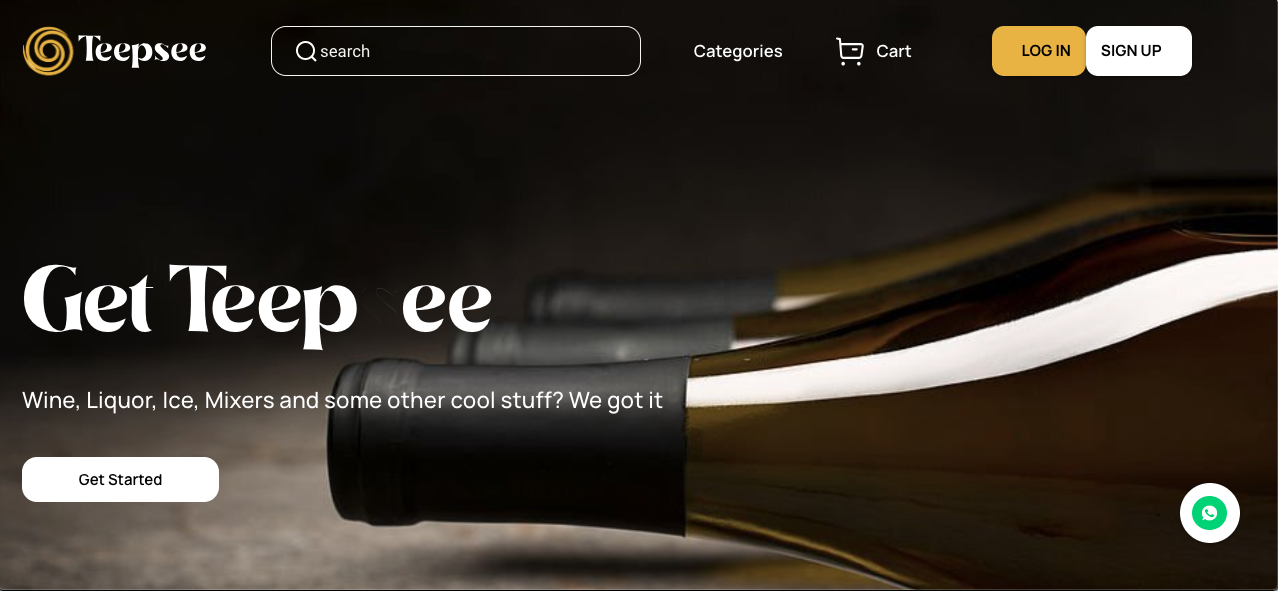 Teepsee
search
Categories
Cart
LOG IN
SIGN UP
Get Teep ee
Wine, Liquor, Ice, Mixers and some other cool stuff? We got it
Get Started